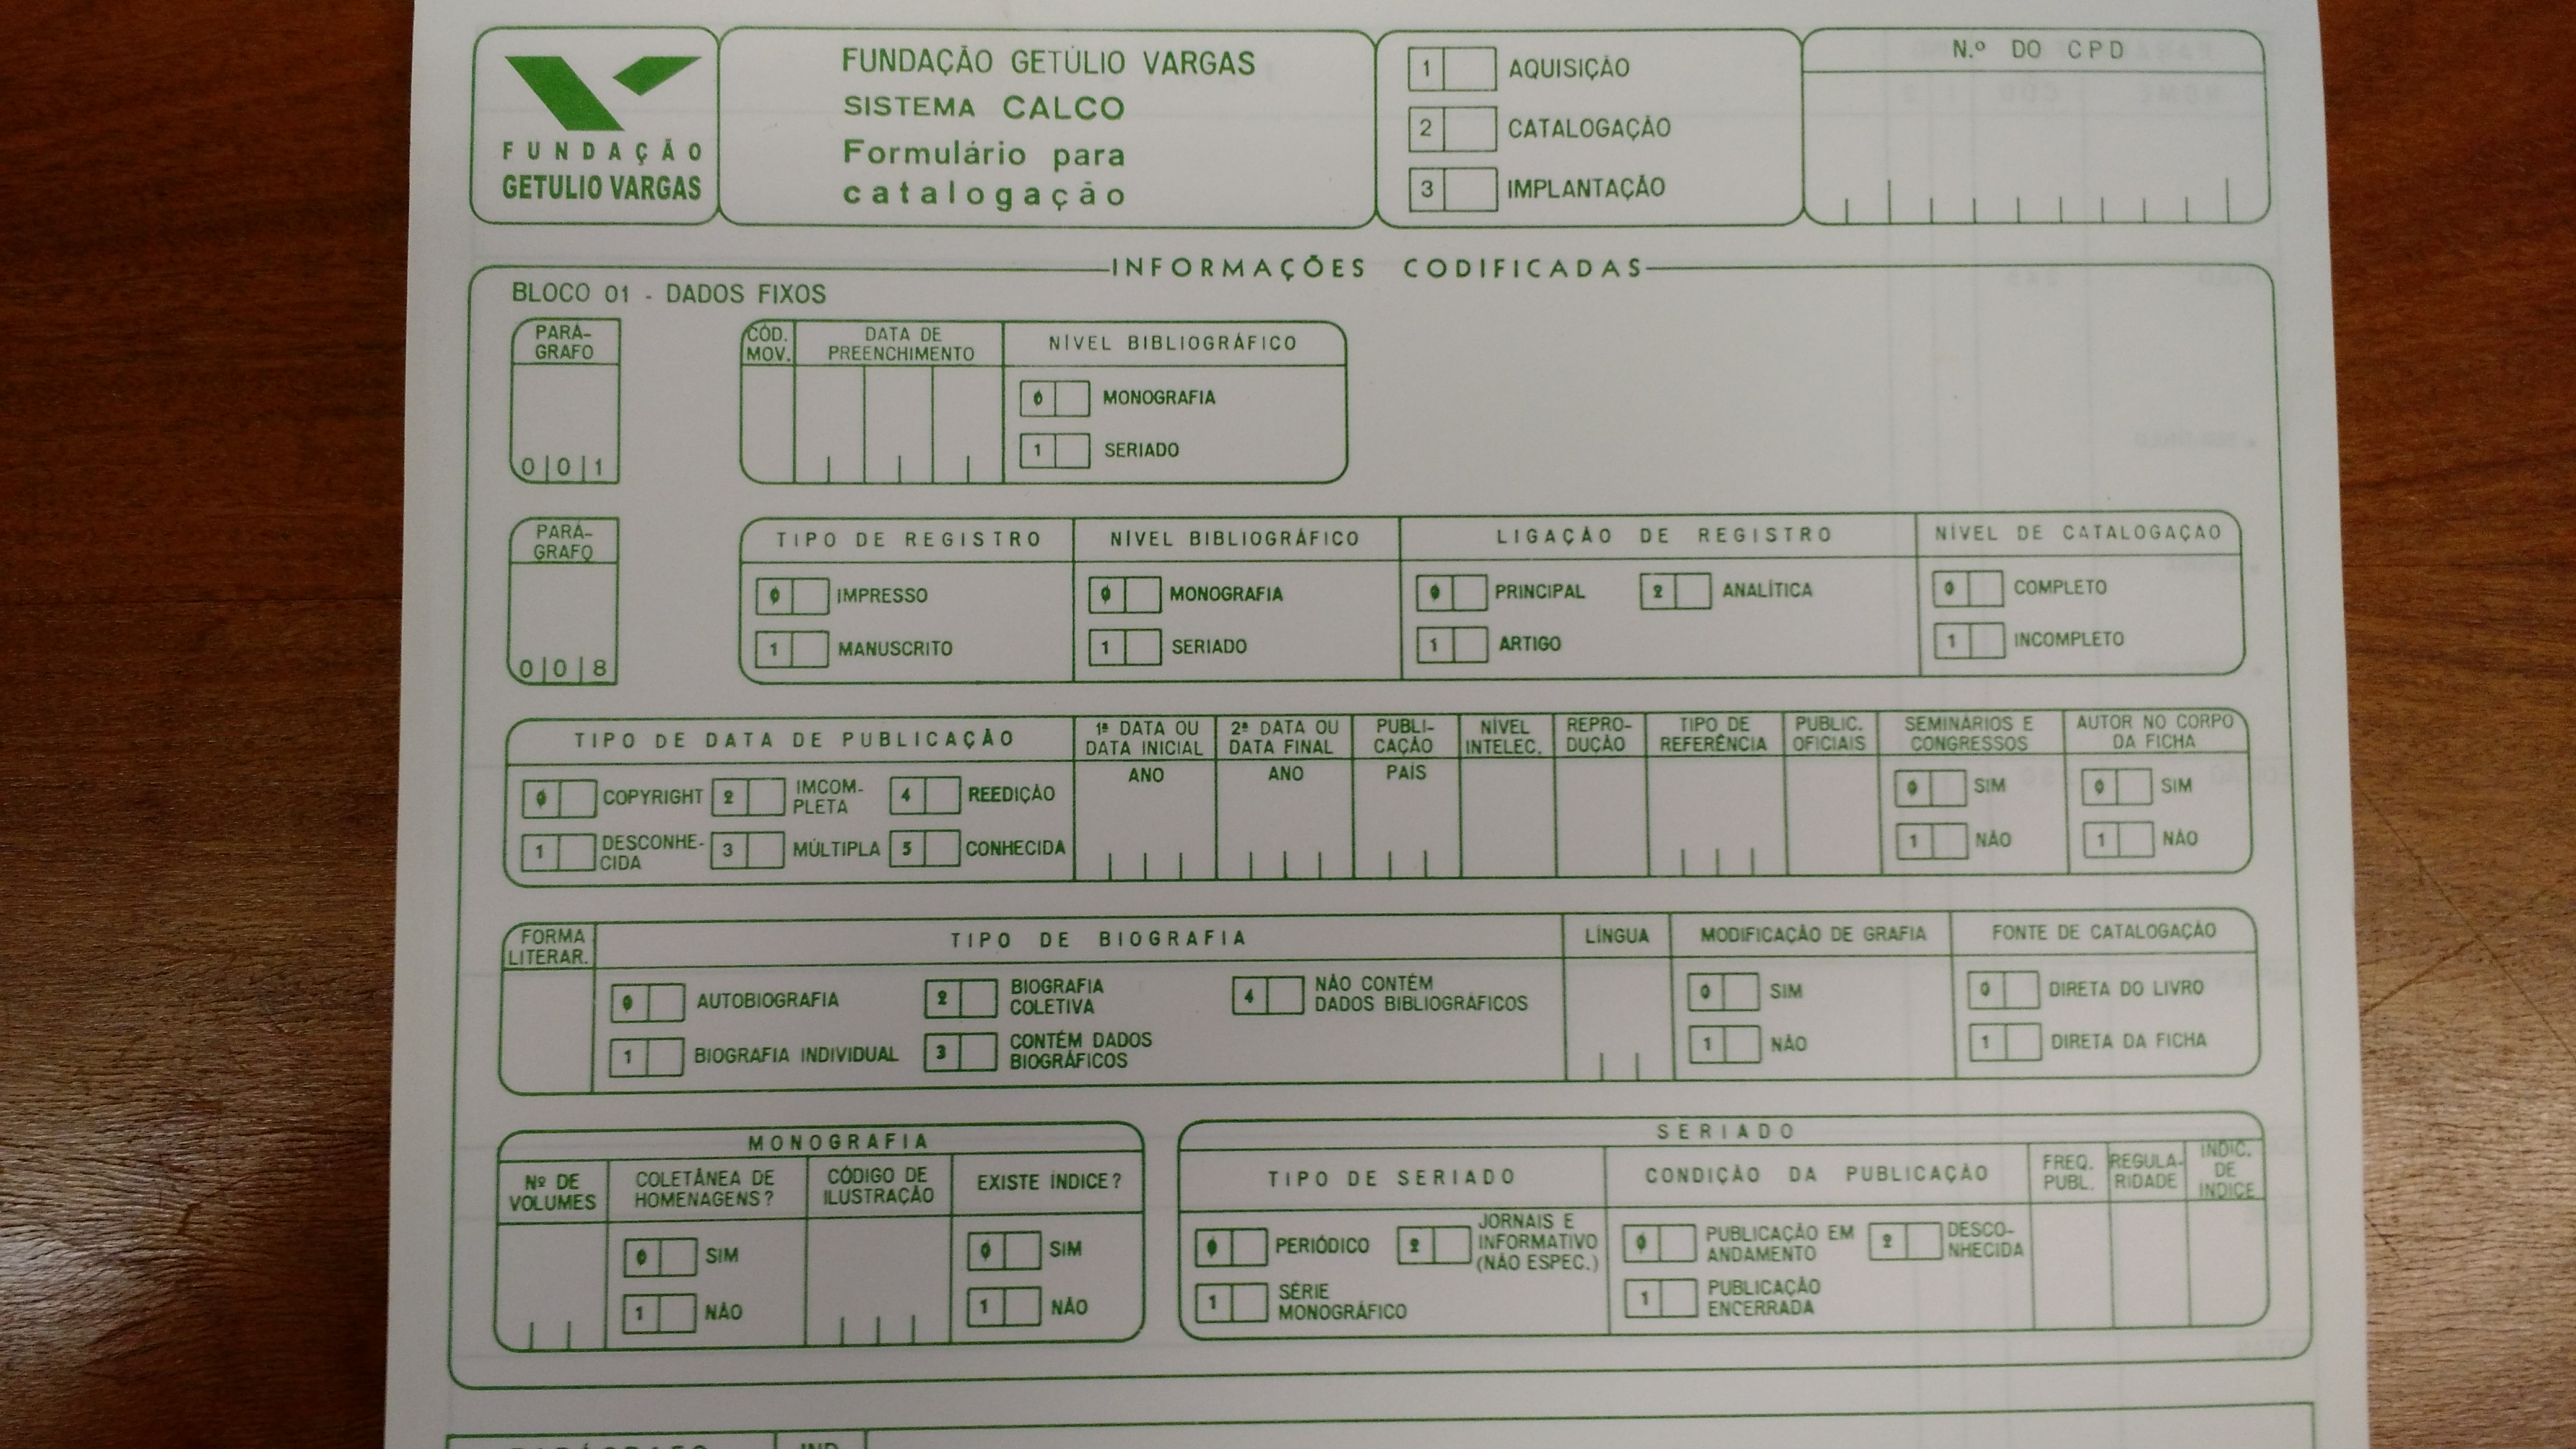 FUNDAÇÃO
GETULIO VARGAS
FUNDAÇÃO GETÚLIO VARGAS
SISTEMA CALCO
Formulário para
catalogação
1 AQUISIÇÃO
2 CATALOGAÇÃO
3 IMPLANTAÇÃO
N.º DO CPD
INFORMAÇÕES CODIFICADAS
BLOCO 01 - DADOS FIXOS
PARÁ-
GRAFO
0 0 1
CÓD.
MOV.
DATA DE
PREENCHIMENTO
NÍVEL BIBLIOGRÁFICO
0 MONOGRAFIA
1 SERIADO
PARÁ-
GRAFO
0 0 8
TIPO DE REGISTRO
0 IMPRESSO
1 MANUSCRITO
NÍVEL BIBLIOGRÁFICO
0 MONOGRAFIA
1 SERIADO
LIGAÇÃO DE REGISTRO
0 PRINCIPAL 2 ANALÍTICA
1 ARTIGO
NÍVEL DE CATALOGAÇÃO
0 COMPLETO
1 INCOMPLETO
TIPO DE DATA DE PUBLICAÇÃO
0 COPYRIGHT
1 DESCONHE-
CIDA
2 IMCOM-
PLETA
3 MÚLTIPLA
4 REEDIÇÃO
5 CONHECIDA
1ª DATA OU
DATA INICIAL
ANO
2ª DATA OU
DATA FINAL
ANO
PUBLI-
CAÇÃO
PAÍS
NÍVEL
INTELEC.
REPRO-
DUÇÃO
TIPO DE
REFERÊNCIA
PUBLIC.
OFICIAIS
SEMINÁRIOS E
CONGRESSOS
0 SIM
1 NÃO
AUTOR NO CORPO
DA FICHA
0 SIM
1 NÃO
FORMA
LITERAR.
TIPO DE BIOGRAFIA
0 AUTOBIOGRAFIA
1 BIOGRAFIA INDIVIDUAL
2 BIOGRAFIA
COLETIVA
3 CONTÉM DADOS
BIOGRÁFICOS
4 NÃO CONTÉM
DADOS BIBLIOGRÁFICOS
LÍNGUA
MODIFICAÇÃO DE GRAFIA
0 SIM
1 NÃO
FONTE DE CATALOGAÇÃO
0 DIRETA DO LIVRO
1 DIRETA DA FICHA
MONOGRAFIA
Nº DE
VOLUMES
COLETÂNEA DE
HOMENAGENS?
0 SIM
1 NÃO
CÓDIGO DE
ILUSTRAÇÃO
EXISTE ÍNDICE?
0 SIM
1 NÃO
SERIADO
TIPO DE SERIADO
0 PERIÓDICO
1 SÉRIE
MONOGRÁFICO
2 JORNAIS E
INFORMATIVO
(NÃO ESPEC.)
CONDIÇÃO DA PUBLICAÇÃO
0 PUBLICAÇÃO EM
ANDAMENTO
1 PUBLICAÇÃO
ENCERRADA
2 DESCO-
NHECIDA
FREQ.
PUBL.
REGULA-
RIDADE
INDIC.
DE
ÍNDICE